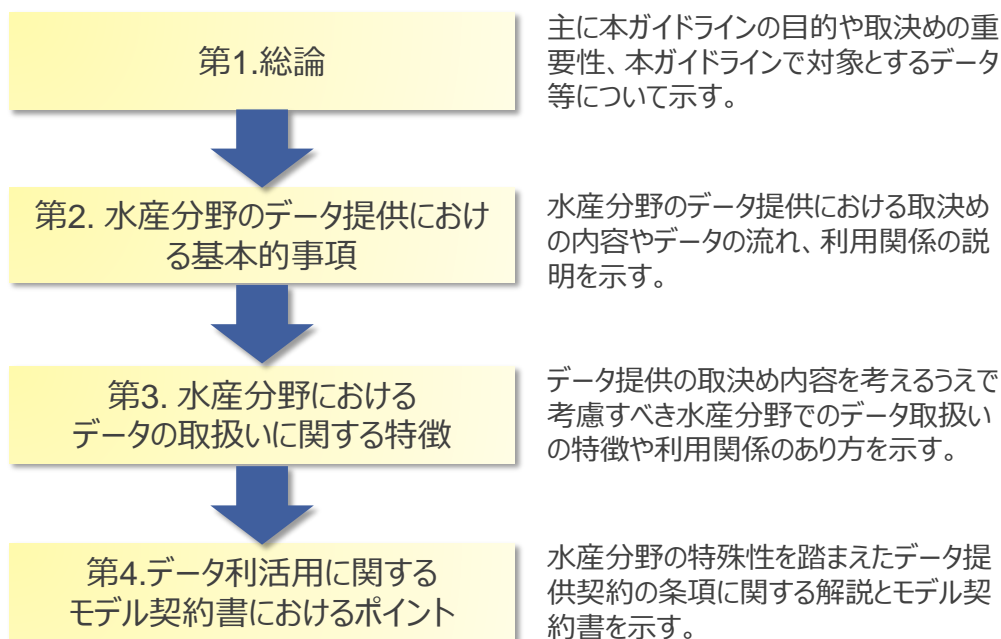 第1.総論
主に本ガイドラインの目的や取決めの重
要性、本ガイドラインで対象とするデータ
等について示す。
第2. 水産分野のデータ提供におけ
る基本的事項
水産分野のデータ提供における取決め
の内容やデータの流れ、利用関係の説
明を示す。
第3. 水産分野における
データの取扱いに関する特徴
データ提供の取決め内容を考えるうえで
考慮すべき水産分野でのデータ取扱い
の特徴や利用関係のあり方を示す。
第4.データ利活用に関する
モデル契約書におけるポイント
水産分野の特殊性を踏まえたデータ提
供契約の条項に関する解説とモデル契
約書を示す。